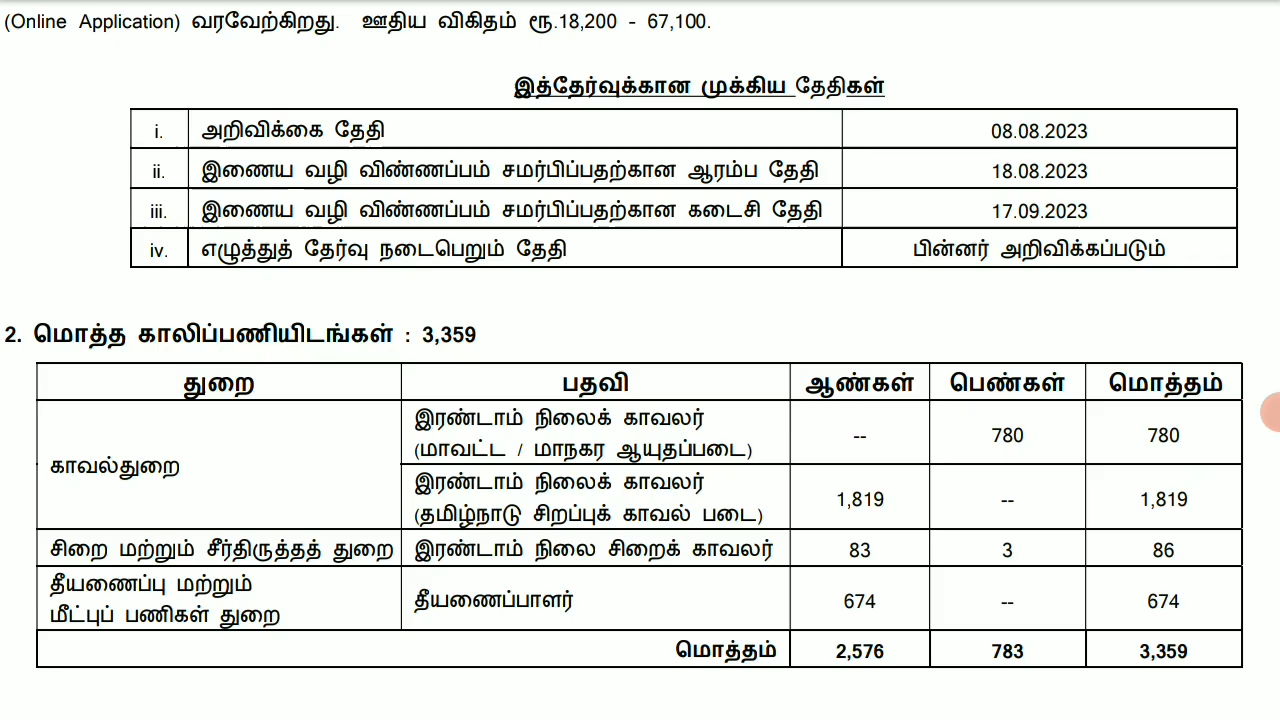 (Online Application) வரவேற்கிறது. ஊதிய விகிதம் ரூ.18,200 - 67,100.
இத்தேர்வுக்கான முக்கிய தேதிகள்
i. அறிவிக்கை தேதி 08.08.2023
ii. இணைய வழி விண்ணப்பம் சமர்பிப்பதற்கான ஆரம்ப தேதி 18.08.2023
iii. இணைய வழி விண்ணப்பம் சமர்பிப்பதற்கான கடைசி தேதி 17.09.2023
iv. எழுத்துத் தேர்வு நடைபெறும் தேதி பின்னர் அறிவிக்கப்படும்
2. மொத்த காலிப்பணியிடங்கள் : 3,359
துறை பதவி ஆண்கள் பெண்கள் மொத்தம்
காவல்துறை
இரண்டாம் நிலைக் காவலர்
(மாவட்ட / மாநகர ஆயுதப்படை)
-- 780 780
இரண்டாம் நிலைக் காவலர்
(தமிழ்நாடு சிறப்புக் காவல் படை)
1,819 -- 1,819
சிறை மற்றும் சீர்திருத்தத் துறை இரண்டாம் நிலை சிறைக் காவலர் 83 3 86
தீயணைப்பு மற்றும்
மீட்புப் பணிகள் துறை
தீயணைப்பாளர் 674 -- 674
மொத்தம் 2,576 783 3,359